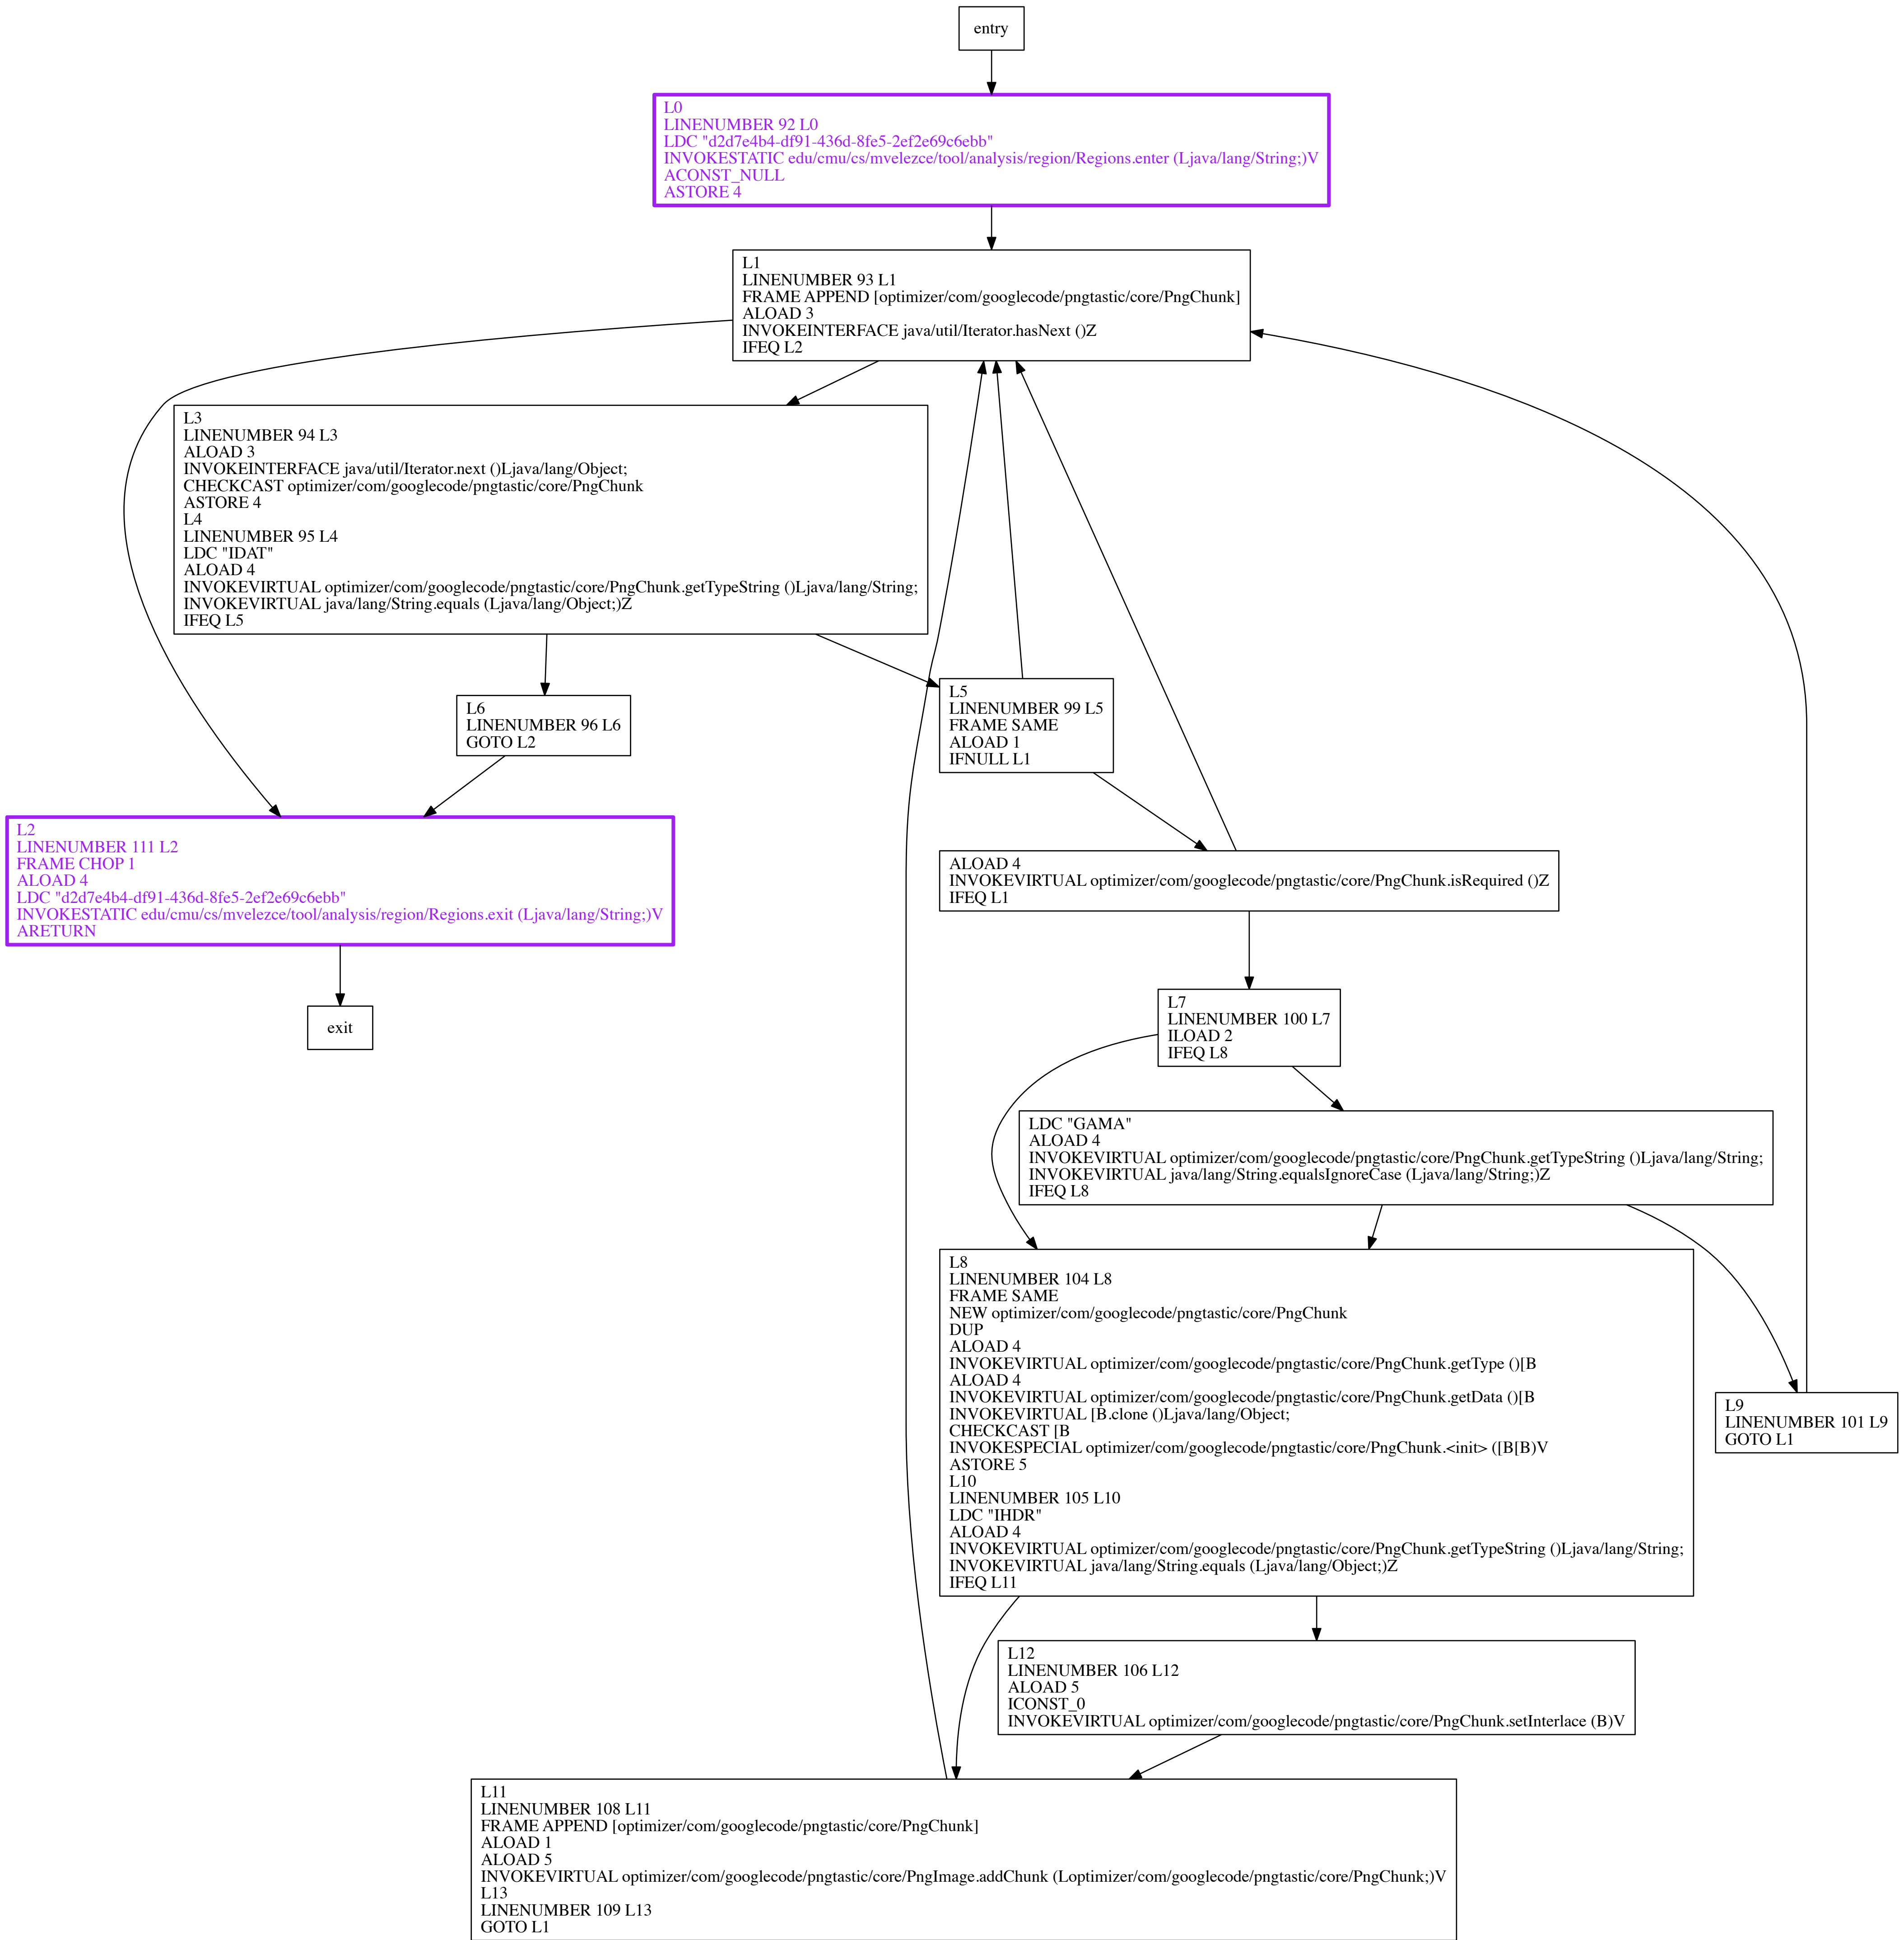 entry
L0
LINENUMBER 92 L0
LDC "d2d7e4b4-df91-436d-8fe5-2ef2e69c6ebb"
INVOKESTATIC edu/cmu/cs/mvelezce/tool/analysis/region/Regions.enter (Ljava/lang/String;)V
ACONST_NULL
ASTORE 4
L1
LINENUMBER 93 L1
FRAME APPEND [optimizer/com/googlecode/pngtastic/core/PngChunk]
ALOAD 3
INVOKEINTERFACE java/util/Iterator.hasNext ()Z
IFEQ L2
L3
LINENUMBER 94 L3
ALOAD 3
INVOKEINTERFACE java/util/Iterator.next ()Ljava/lang/Object;
CHECKCAST optimizer/com/googlecode/pngtastic/core/PngChunk
ASTORE 4
L4
LINENUMBER 95 L4
LDC "IDAT"
ALOAD 4
INVOKEVIRTUAL optimizer/com/googlecode/pngtastic/core/PngChunk.getTypeString ()Ljava/lang/String;
INVOKEVIRTUAL java/lang/String.equals (Ljava/lang/Object;)Z
IFEQ L5
L6
LINENUMBER 96 L6
GOTO L2
L5
LINENUMBER 99 L5
FRAME SAME
ALOAD 1
IFNULL L1
L2
LINENUMBER 111 L2
FRAME CHOP 1
ALOAD 4
LDC "d2d7e4b4-df91-436d-8fe5-2ef2e69c6ebb"
INVOKESTATIC edu/cmu/cs/mvelezce/tool/analysis/region/Regions.exit (Ljava/lang/String;)V
ARETURN
ALOAD 4
INVOKEVIRTUAL optimizer/com/googlecode/pngtastic/core/PngChunk.isRequired ()Z
IFEQ L1
exit
L7
LINENUMBER 100 L7
ILOAD 2
IFEQ L8
LDC "GAMA"
ALOAD 4
INVOKEVIRTUAL optimizer/com/googlecode/pngtastic/core/PngChunk.getTypeString ()Ljava/lang/String;
INVOKEVIRTUAL java/lang/String.equalsIgnoreCase (Ljava/lang/String;)Z
IFEQ L8
L8
LINENUMBER 104 L8
FRAME SAME
NEW optimizer/com/googlecode/pngtastic/core/PngChunk
DUP
ALOAD 4
INVOKEVIRTUAL optimizer/com/googlecode/pngtastic/core/PngChunk.getType ()[B
ALOAD 4
INVOKEVIRTUAL optimizer/com/googlecode/pngtastic/core/PngChunk.getData ()[B
INVOKEVIRTUAL [B.clone ()Ljava/lang/Object;
CHECKCAST [B
INVOKESPECIAL optimizer/com/googlecode/pngtastic/core/PngChunk.<init> ([B[B)V
ASTORE 5
L10
LINENUMBER 105 L10
LDC "IHDR"
ALOAD 4
INVOKEVIRTUAL optimizer/com/googlecode/pngtastic/core/PngChunk.getTypeString ()Ljava/lang/String;
INVOKEVIRTUAL java/lang/String.equals (Ljava/lang/Object;)Z
IFEQ L11
L9
LINENUMBER 101 L9
GOTO L1
L12
LINENUMBER 106 L12
ALOAD 5
ICONST_0
INVOKEVIRTUAL optimizer/com/googlecode/pngtastic/core/PngChunk.setInterlace (B)V
L11
LINENUMBER 108 L11
FRAME APPEND [optimizer/com/googlecode/pngtastic/core/PngChunk]
ALOAD 1
ALOAD 5
INVOKEVIRTUAL optimizer/com/googlecode/pngtastic/core/PngImage.addChunk (Loptimizer/com/googlecode/pngtastic/core/PngChunk;)V
L13
LINENUMBER 109 L13
GOTO L1